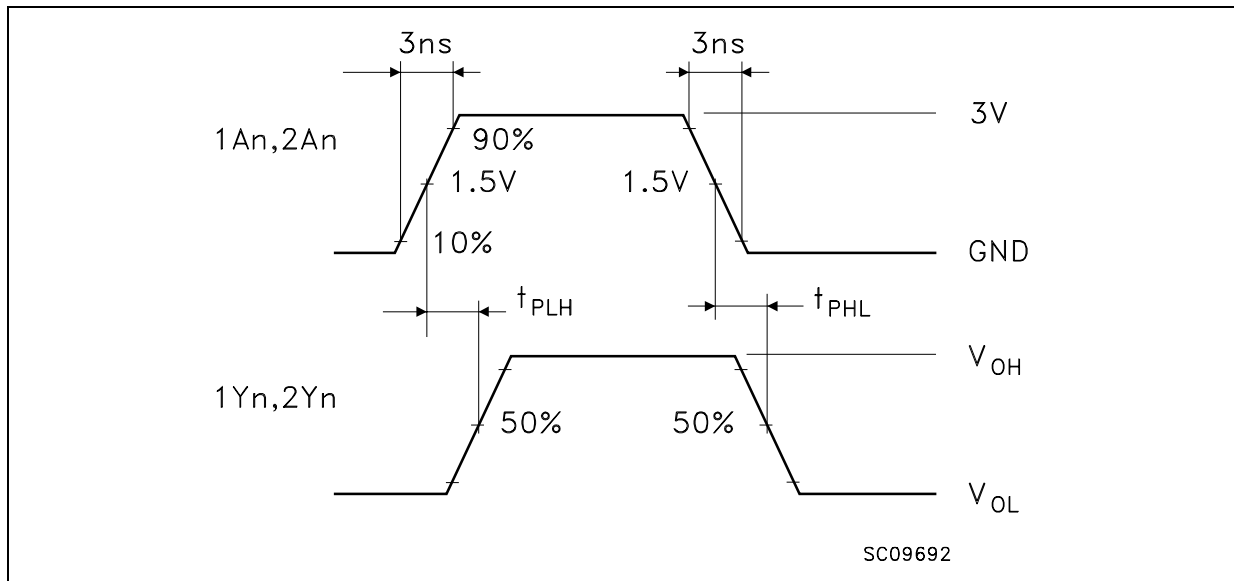 3ns 3ns
3V
1An,2An
90%
1.5V 1.5V
10%
GND
tPLH tPHL
VOH
1Yn,2Yn
50% 50%
VOL
SC09692